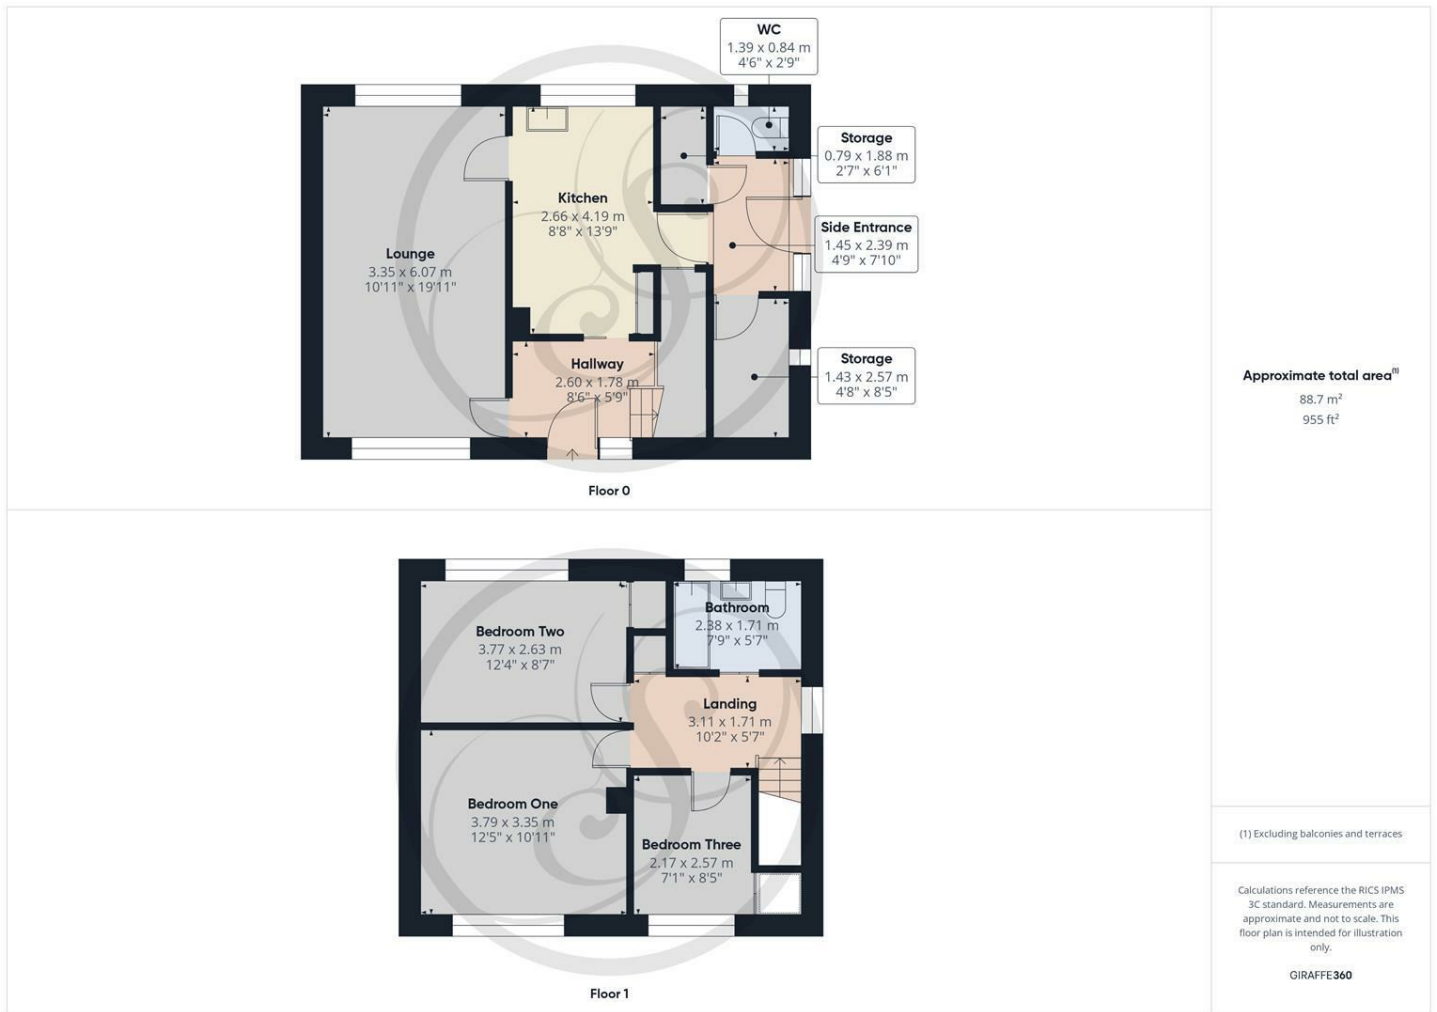 WC
1.39 x 0.84 m
4'6" x 2'9"
Storage
0.79 x 1.88 m
2'7" x 6'1"
Kitchen
2.66 x 4.19 m
8'8" x 13'9"
Side Entrance
1.45 x 2.39 m
4'9" x 7'10"
Lounge
3.35 x 6.07 m
10'11" x 19'11"
Hallway
2.60 x 1.78 m
8'6" x 5'9"
Storage
1.43 x 2.57 m
4'8" x 8'5"
Floor 0
Bedroom Two
3.77 x 2.63 m
12'4" x 8'7"
Bathroom
2.38 x 1.71 m
7'9" x 5'7"
Landing
3.11 x 1.71 m
10'2" x 5'7"
Bedroom One
3.79 x 3.35 m
12'5" x 10'11"
Bedroom Three
2.17 x 2.57 m
7'1" x 8'5"
Floor 1
Approximate total area(1)
88.7 m²
955 ft²
(1) Excluding balconies and terraces
Calculations reference the RICS IPMS
3C standard. Measurements are
approximate and not to scale. This
floor plan is intended for illustration
only.
GIRAFFE360